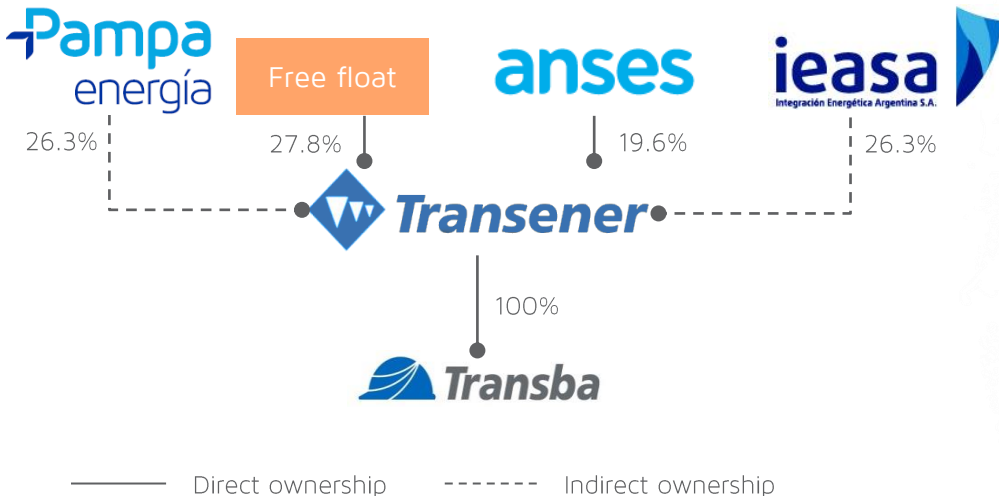 Pampa
energía
Free float
anses
ieasa
Integración Energética Argentina S.A.
26.3%
27.8%
19.6%
26.3%
Transener
100%
Transba
Direct ownership
Indirect ownership